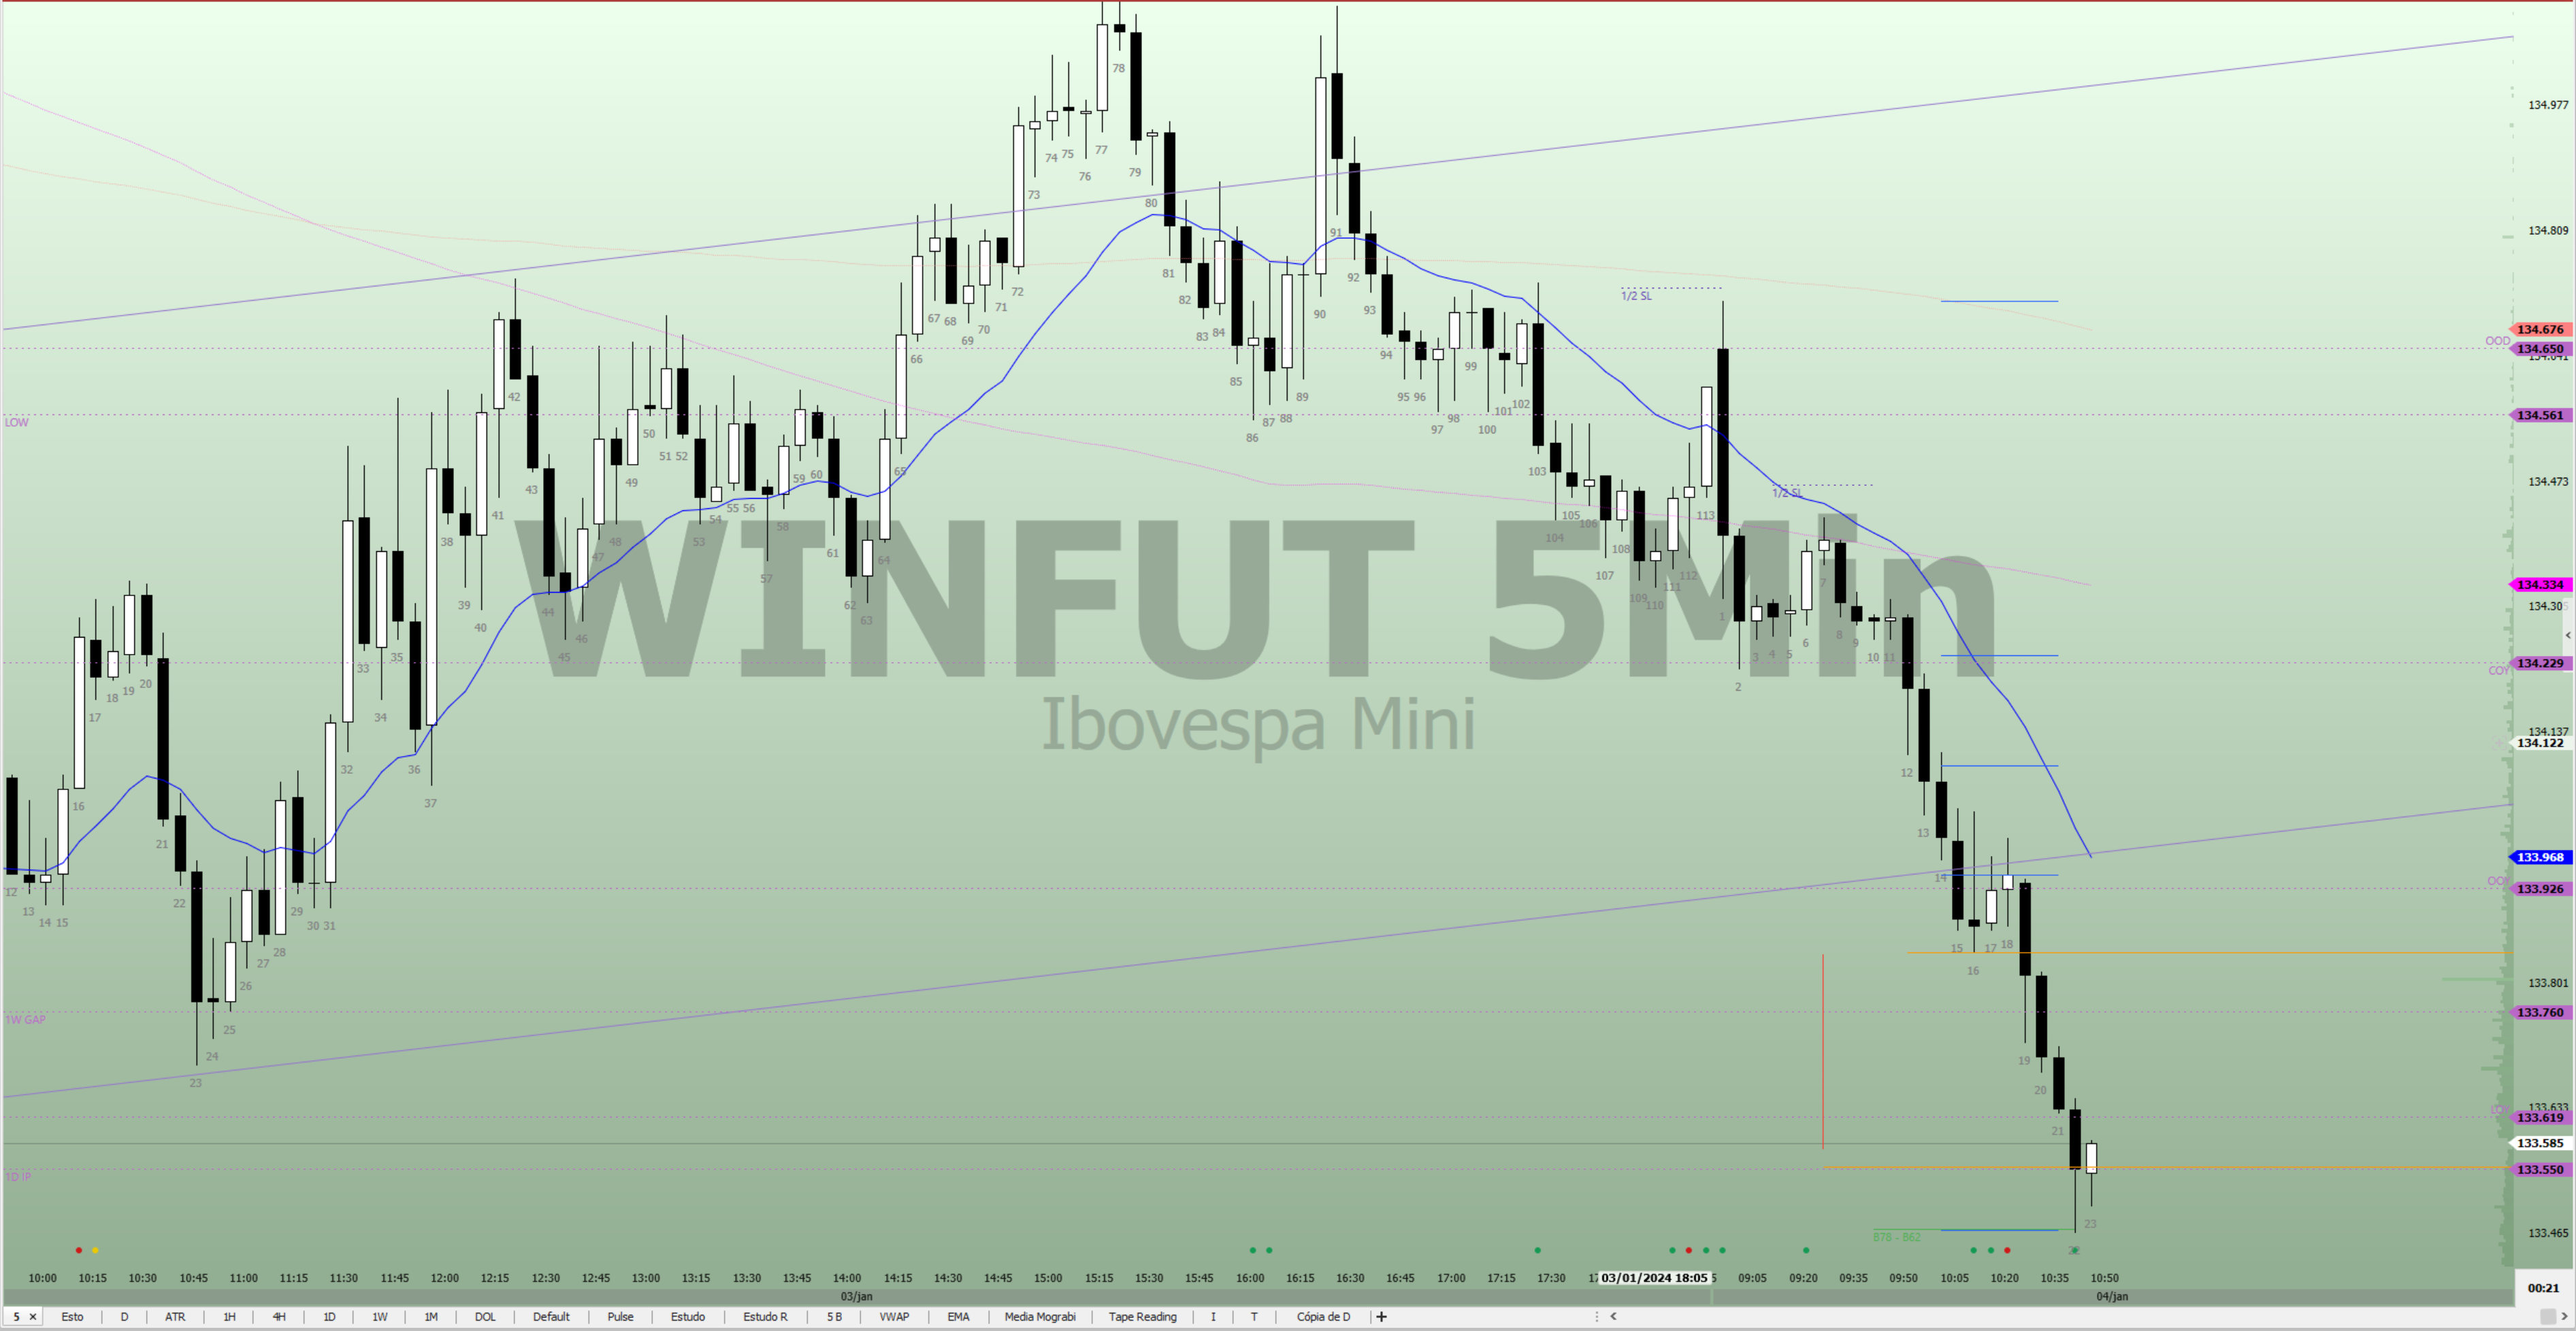 WINFUT 5Min
Ibovespa Mini
1/2 SL
1/2 SL
LOW
1W GAP
1D IP
B78 - B62
OOD
COY
134.977
134.809
134.676
134.650
134.561
134.473
134.334
134.305
134.229
134.137
134.122
133.968
133.926
133.801
133.760
133.633
133.619
133.585
133.550
133.465
00:21
10:00 10:15 10:30 10:45 11:00 11:15 11:30 11:45 12:00 12:15 12:30 12:45 13:00 13:15 13:30 13:45 14:00 14:15 14:30 14:45 15:00 15:15 15:30 15:45 16:00 16:15 16:30 16:45 17:00 17:15 17:30 03/01/2024 18:05 09:05 09:20 09:35 09:50 10:05 10:20 10:35 10:50
03/jan 04/jan
5 × Esto D ATR 1H 4H 1D 1W 1M DOL Default Pulse Estudo Estudo R 5 B VWAP EMA Media Mograbi Tape Reading I T Cópia de D +
12 13 14 15 16 17 18 19 20 21 22 23 24 25 26 27 28 29 30 31 32 33 34 35 36 37 38 39 40 41 42 43 44 45 46 47 48 49 50 51 52 53 54 55 56 57 58 59 60 61 62 63 64 65 66 67 68 69 70 71 72 73 74 75 76 77 78 79 80 81 82 83 84 85 86 87 88 89 90 91 92 93 94 95 96 97 98 99 100 101 102 103 104 105 106 107 108 109 110 111 112 113
1 2 3 4 5 6 7 8 9 10 11 12 13 14 15 16 17 18 19 20 21 22 23